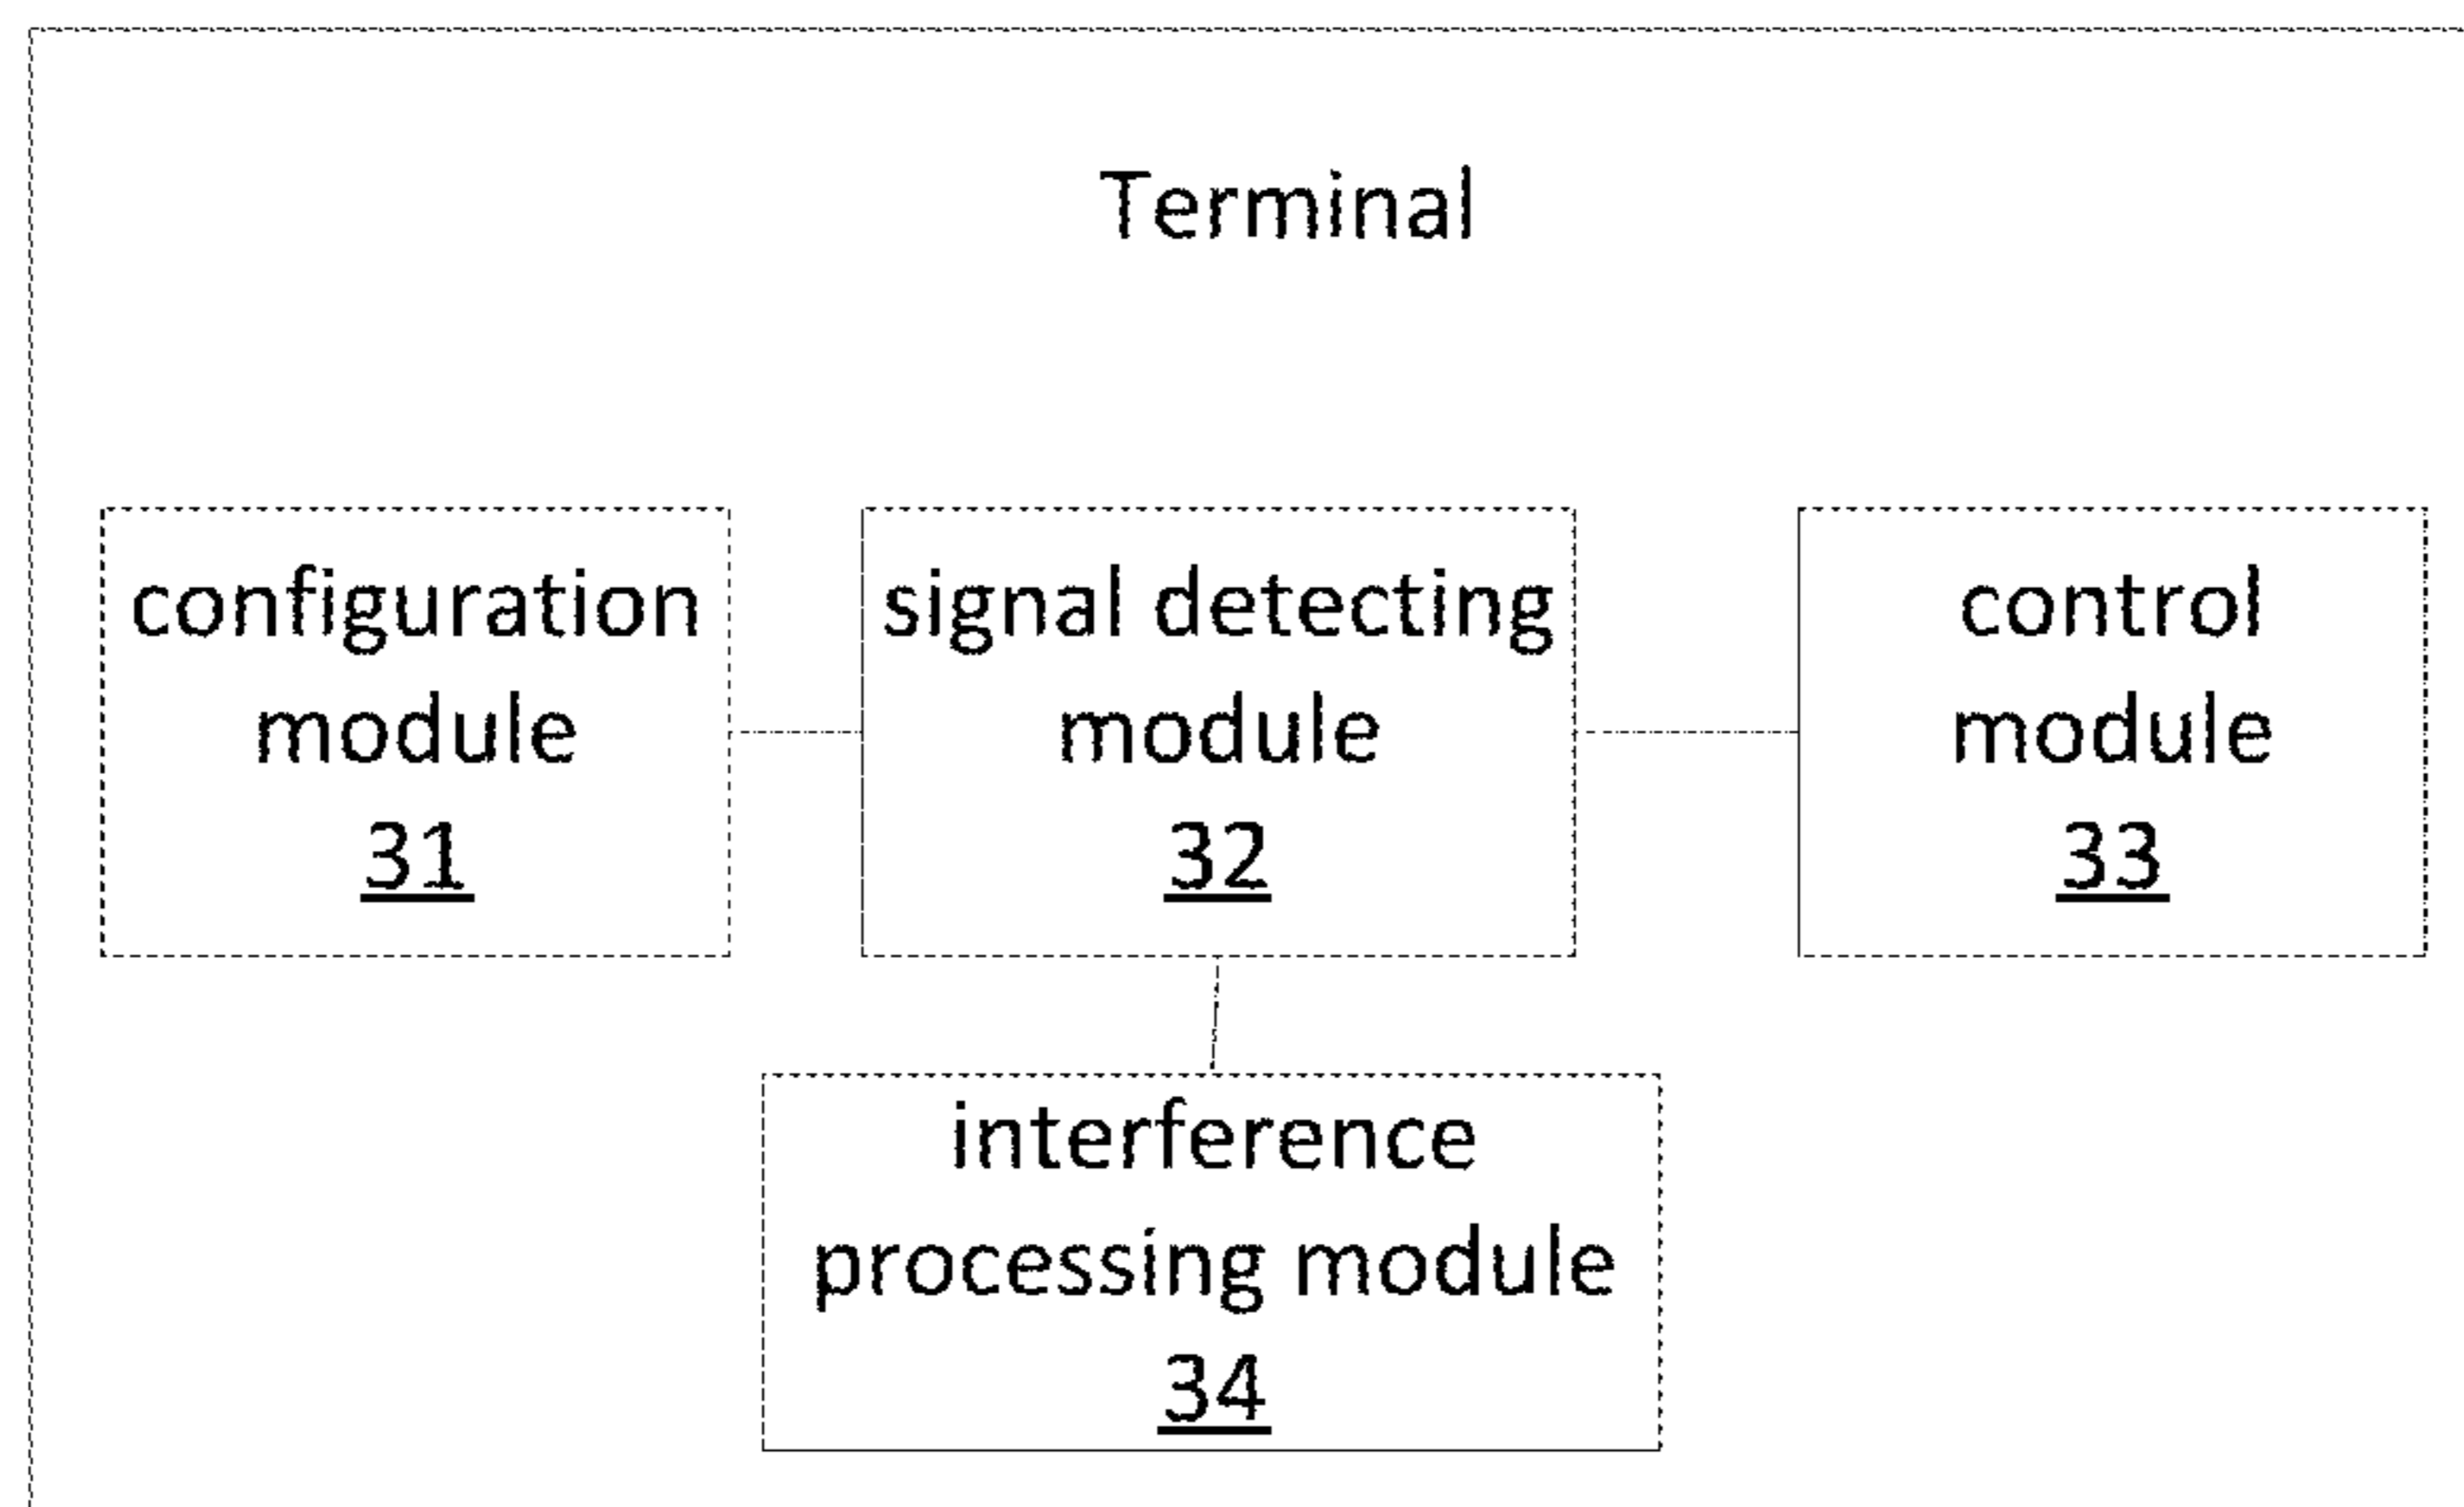 Terminal
configuration
module
31
signal detecting
module
32
control
module
33
interference
processing module
34